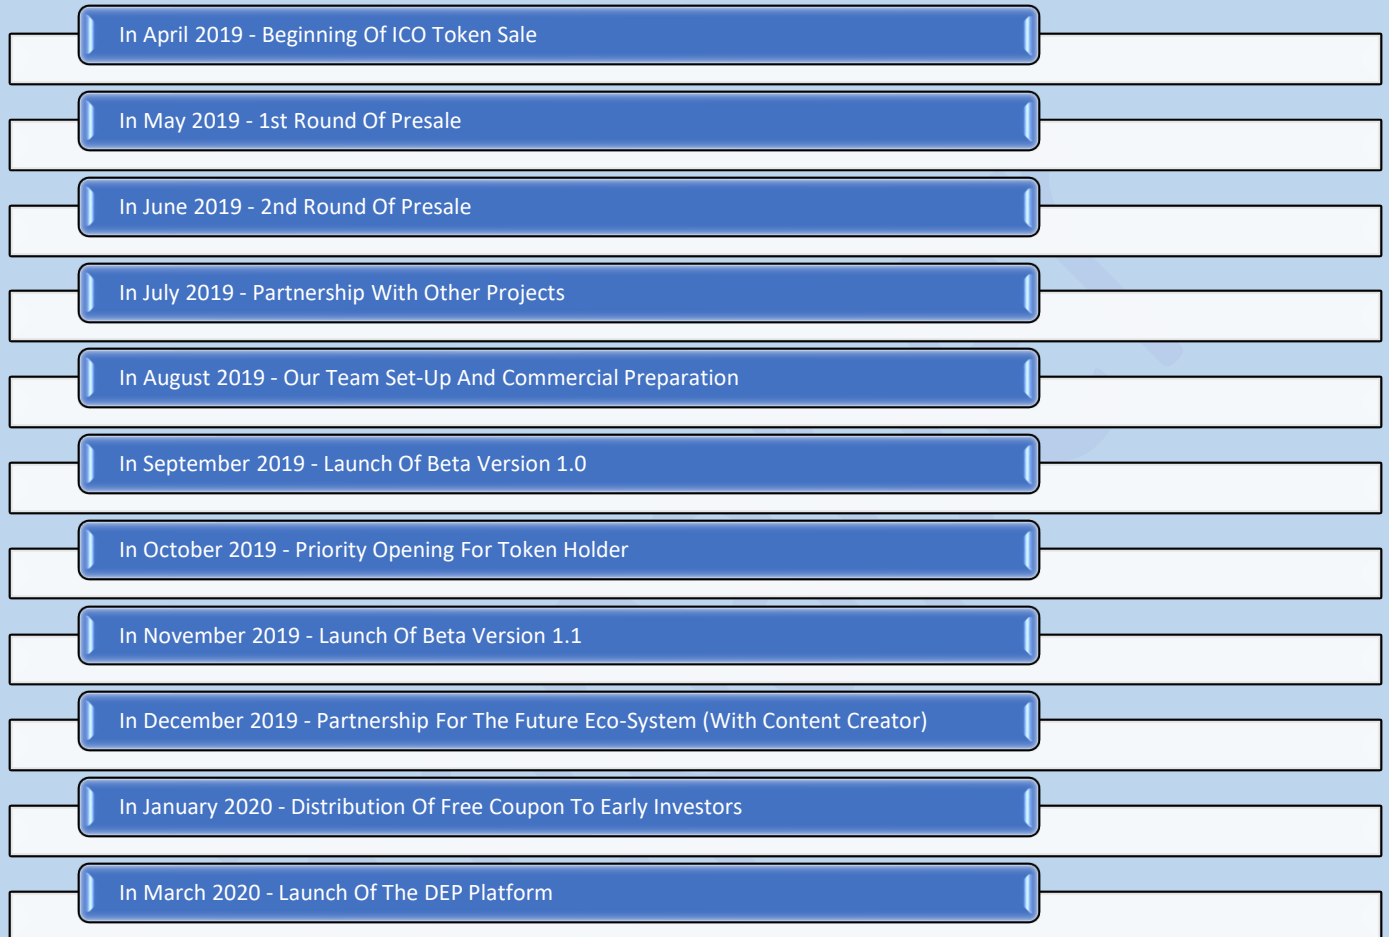 In April 2019 - Beginning Of ICO Token Sale
In May 2019 - 1st Round Of Presale
In June 2019 - 2nd Round Of Presale
In July 2019 - Partnership With Other Projects
In August 2019 - Our Team Set-Up And Commercial Preparation
In September 2019 - Launch Of Beta Version 1.0
In October 2019 - Priority Opening For Token Holder
In November 2019 - Launch Of Beta Version 1.1
In December 2019 - Partnership For The Future Eco-System (With Content Creator)
In January 2020 - Distribution Of Free Coupon To Early Investors
In March 2020 - Launch Of The DEP Platform